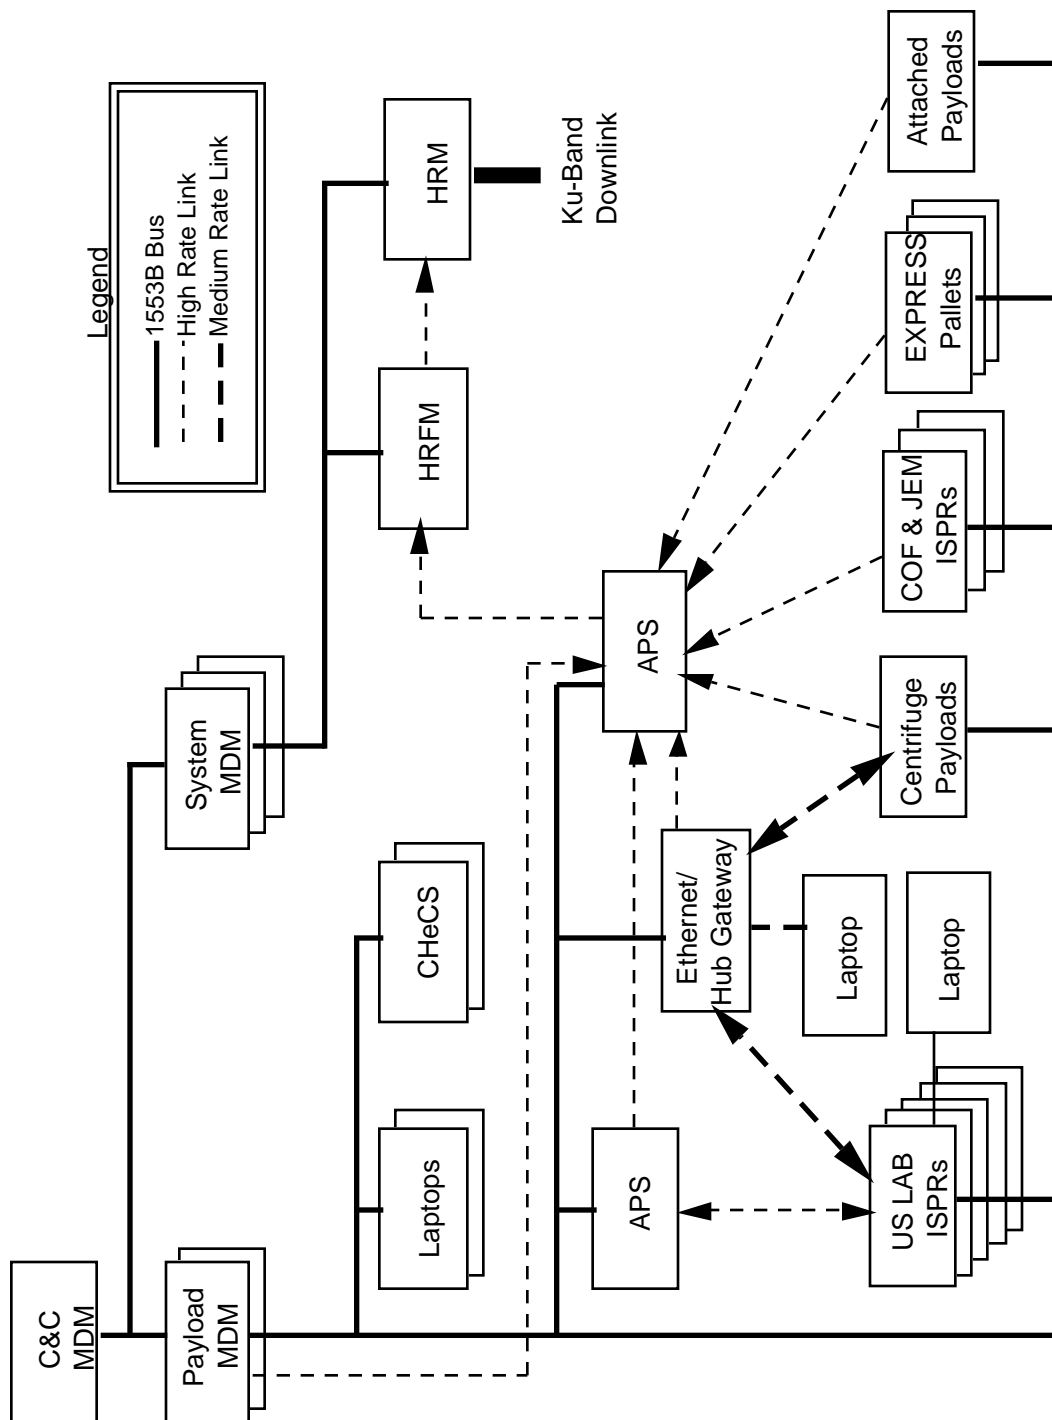 Legend
1553B Bus
High Rate Link
Medium Rate Link
C&C
MDM
Payload
MDM
System
MDM
Laptops
CHeCS
HRFM
HRM
Ku-Band
Downlink
APS
APS
Ethernet/
Hub Gateway
Laptop
Laptop
US LAB
ISPRs
Centrifuge
Payloads
COF & JEM
ISPRs
EXPRESS
Pallets
Attached
Payloads